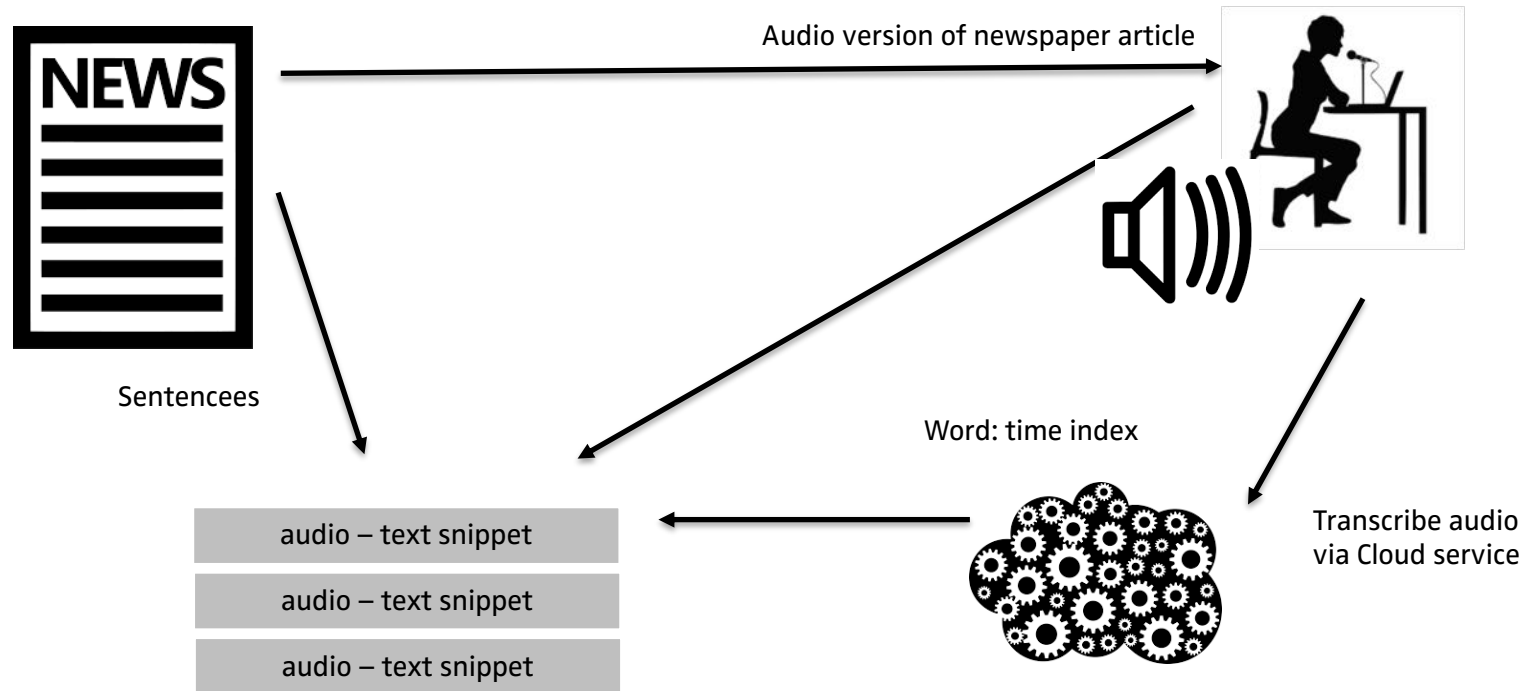 NEWS
Audio version of newspaper article
Sentencees
Word: time index
Transcribe audio
via Cloud service
audio – text snippet
audio – text snippet
audio – text snippet